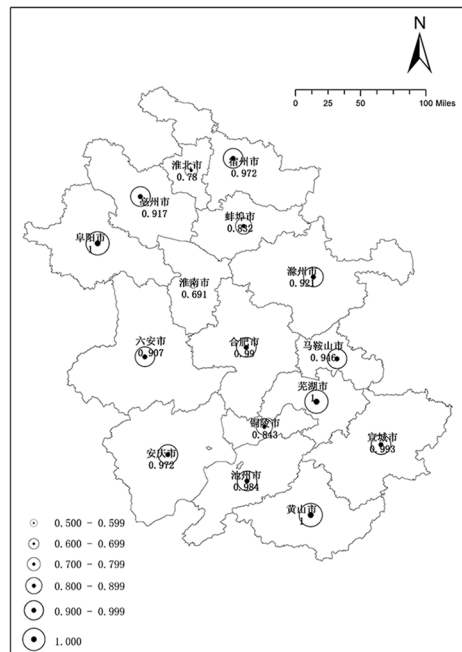 N
0 25 50 100 Miles
淮北市
0.78
宿州市
0.972
亳州市
0.917
蚌埠市
0.832
阜阳市
1
滁州市
0.921
淮南市
0.691
六安市
0.907
合肥市
0.99
马鞍山市
0.946
芜湖市
1
铜陵市
0.843
宣城市
0.993
安庆市
0.972
池州市
0.984
黄山市
1
0.500 - 0.599
0.600 - 0.699
0.700 - 0.799
0.800 - 0.899
0.900 - 0.999
1.000